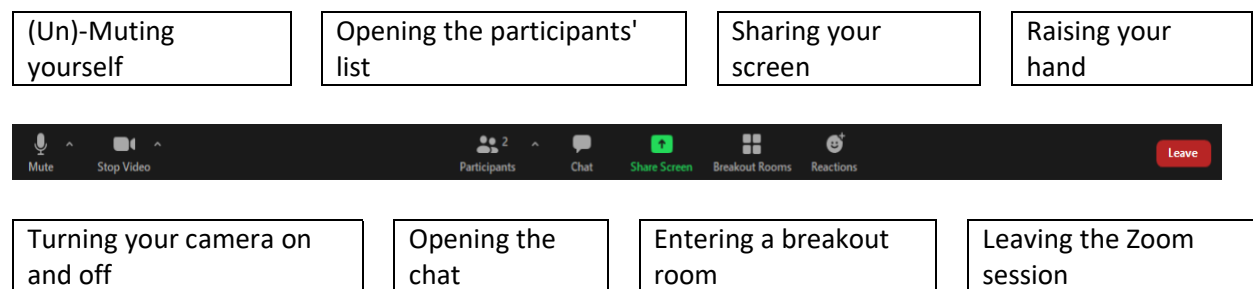 (Un)-Muting
yourself
Opening the participants'
list
Sharing your
screen
Raising your
hand
2
Mute
Stop Video
Participants
Chat
Share Screen
Breakout Rooms
Reactions
Leave
Turning your camera on
and off
Opening the
chat
Entering a breakout
room
Leaving the Zoom
session